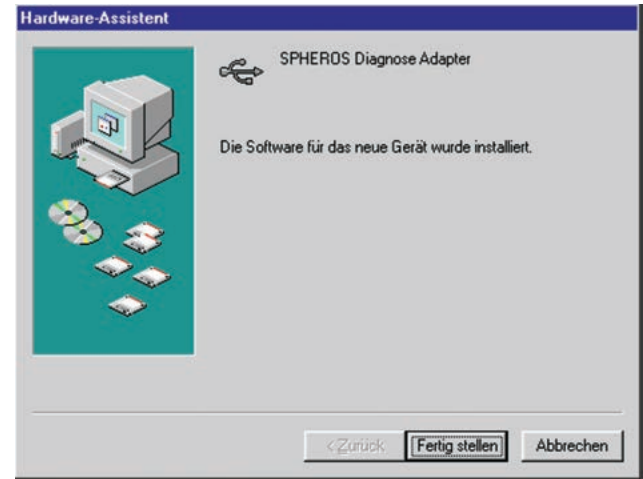 Hardware-Assistent
SPHEROS Diagnose Adapter
Die Software für das neue Gerät wurde installiert.
< Zurück
Fertig stellen
Abbrechen